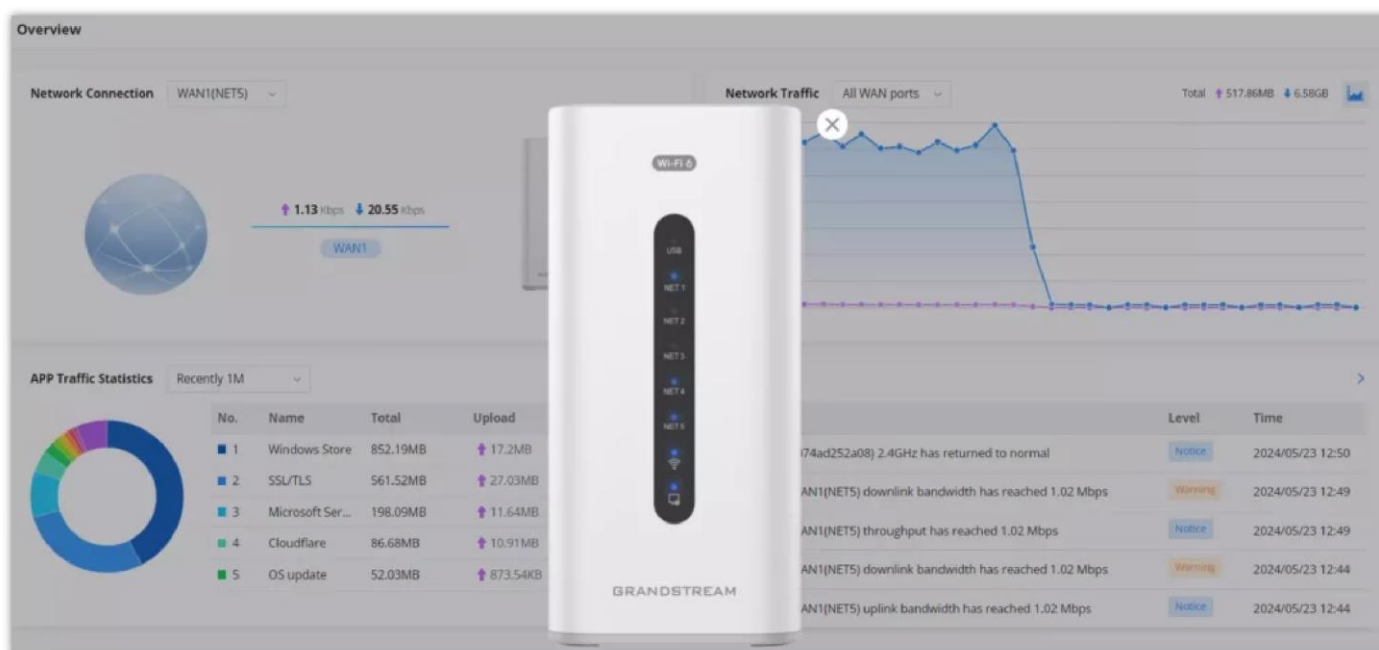 Overview
Network Connection WAN1(NET5)
Network Traffic All WAN ports Total 517.86MB 6.58GB
Wi-Fi 6
1.13 Kbps 20.55 Kbps
WAN1
USB
NET 1
NET 2
NET 3
NET 4
NET 5
GRANDSTREAM
APP Traffic Statistics Recently 1M
No. Name Total Upload
1 Windows Store 852.19MB 17.2MB
2 SSL/TLS 561.52MB 27.03MB
3 Microsoft Ser... 198.09MB 11.64MB
4 Cloudflare 86.68MB 10.91MB
5 OS update 52.03MB 873.54KB
Level Time
74ad252a08) 2.4GHz has returned to normal Notice 2024/05/23 12:50
AN1(NET5) downlink bandwidth has reached 1.02 Mbps Warning 2024/05/23 12:49
AN1(NET5) throughput has reached 1.02 Mbps Notice 2024/05/23 12:49
AN1(NET5) downlink bandwidth has reached 1.02 Mbps Warning 2024/05/23 12:44
AN1(NET5) uplink bandwidth has reached 1.02 Mbps Notice 2024/05/23 12:44